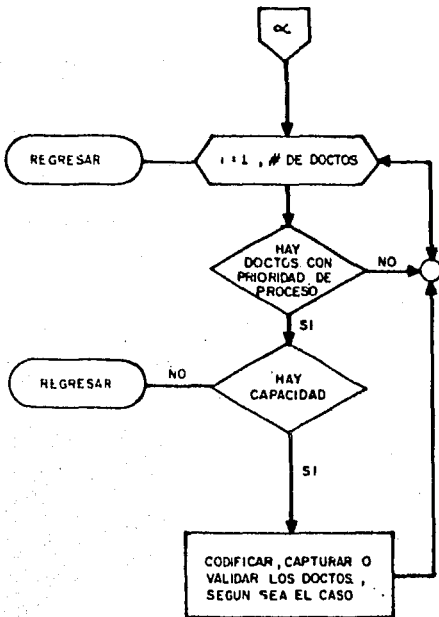 ∝
REGRESAR
i = 1, # DE DOCTOS
HAY
DOCTOS CON
PRIORIDAD DE
PROCESO
NO
SI
REGRESAR
NO
HAY
CAPACIDAD
SI
CODIFICAR, CAPTURAR O
VALIDAR LOS DOCTOS,
SEGUN SEA EL CASO